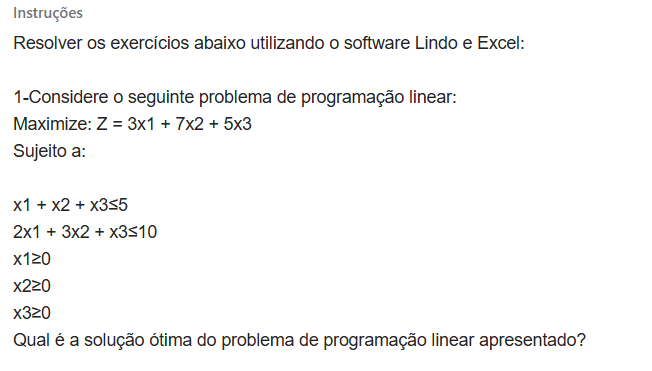 Instruções
Resolver os exercícios abaixo utilizando o software Lindo e Excel:
1-Considere o seguinte problema de programação linear:
Maximize: Z = 3x1 + 7x2 + 5x3
Sujeito a:
x1 + x2 + x3≤5
2x1 + 3x2 + x3≤10
x1≥0
x2≥0
x3≥0
Qual é a solução ótima do problema de programação linear apresentado?